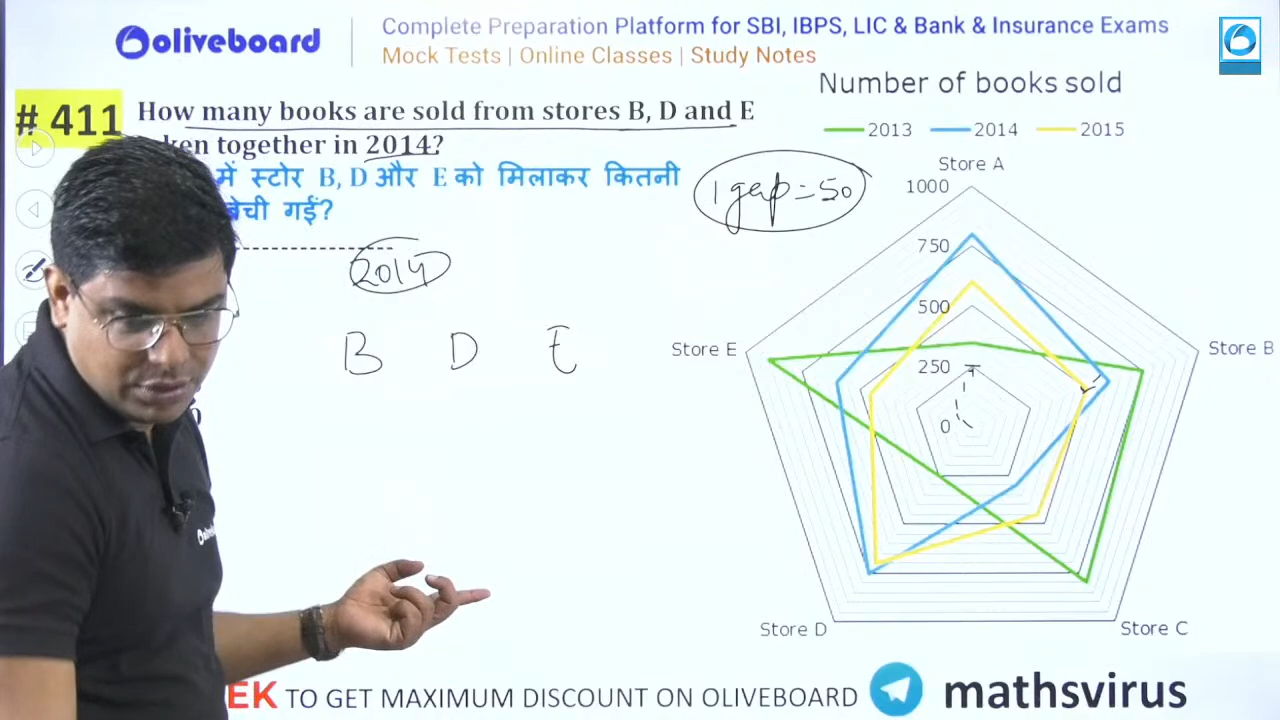 oliveboard
Complete Preparation Platform for SBI, IBPS, LIC & Bank & Insurance Exams
Mock Tests | Online Classes | Study Notes
# 411
How many books are sold from stores B, D and E
together in 2014?
में स्टोर B, D और E को मिलाकर कितनी
गई?
2014
B D E
1 gap = 50
Number of books sold
2013 2014 2015
Store A
1000
750
500
250
0
Store B
Store E
Store D
Store C
EK TO GET MAXIMUM DISCOUNT ON OLIVEBOARD
mathsvirus